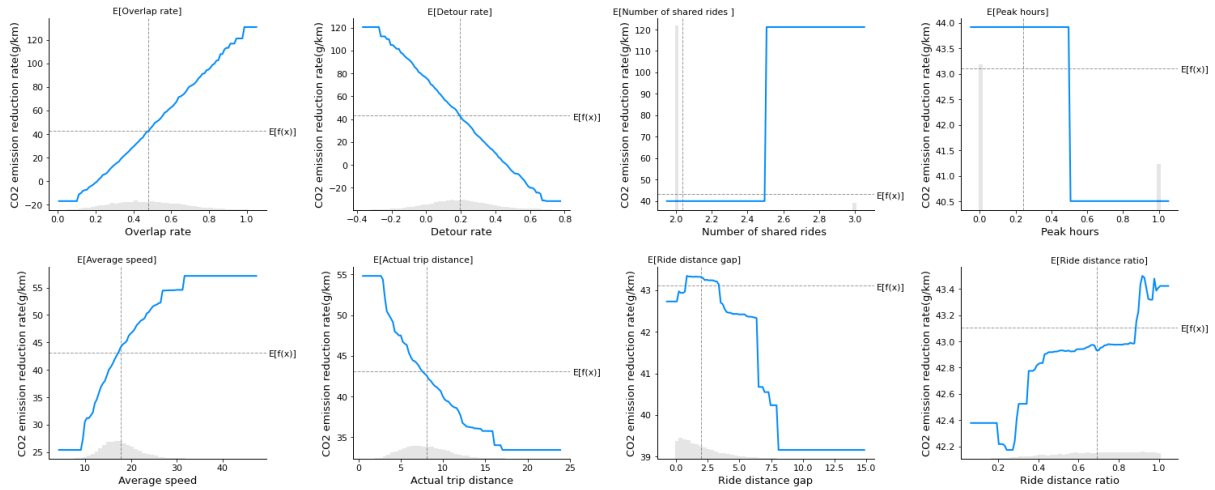 E[Overlap rate]
CO2 emission reduction rate(g/km)
120
100
80
60
40
20
0
−20
E[f(x)]
0.0 0.2 0.4 0.6 0.8 1.0
Overlap rate
E[Detour rate]
CO2 emission reduction rate(g/km)
120
100
80
60
40
20
0
−20
E[f(x)]
−0.4 −0.2 0.0 0.2 0.4 0.6 0.8
Detour rate
E[Number of shared rides ]
CO2 emission reduction rate(g/km)
120
110
100
90
80
70
60
50
40
E[f(x)]
2.0 2.2 2.4 2.6 2.8 3.0
Number of shared rides
E[Peak hours]
CO2 emission reduction rate(g/km)
44.0
43.5
43.0
42.5
42.0
41.5
41.0
40.5
E[f(x)]
0.0 0.2 0.4 0.6 0.8 1.0
Peak hours
E[Average speed]
CO2 emission reduction rate(g/km)
55
50
45
40
35
30
25
E[f(x)]
10 20 30 40
Average speed
E[Actual trip distance]
CO2 emission reduction rate(g/km)
55
50
45
40
35
E[f(x)]
0 5 10 15 20 25
Actual trip distance
E[Ride distance gap]
CO2 emission reduction rate(g/km)
43
42
41
40
39
E[f(x)]
0.0 2.5 5.0 7.5 10.0 12.5 15.0
Ride distance gap
E[Ride distance ratio]
CO2 emission reduction rate(g/km)
43.4
43.2
43.0
42.8
42.6
42.4
42.2
E[f(x)]
0.2 0.4 0.6 0.8 1.0
Ride distance ratio